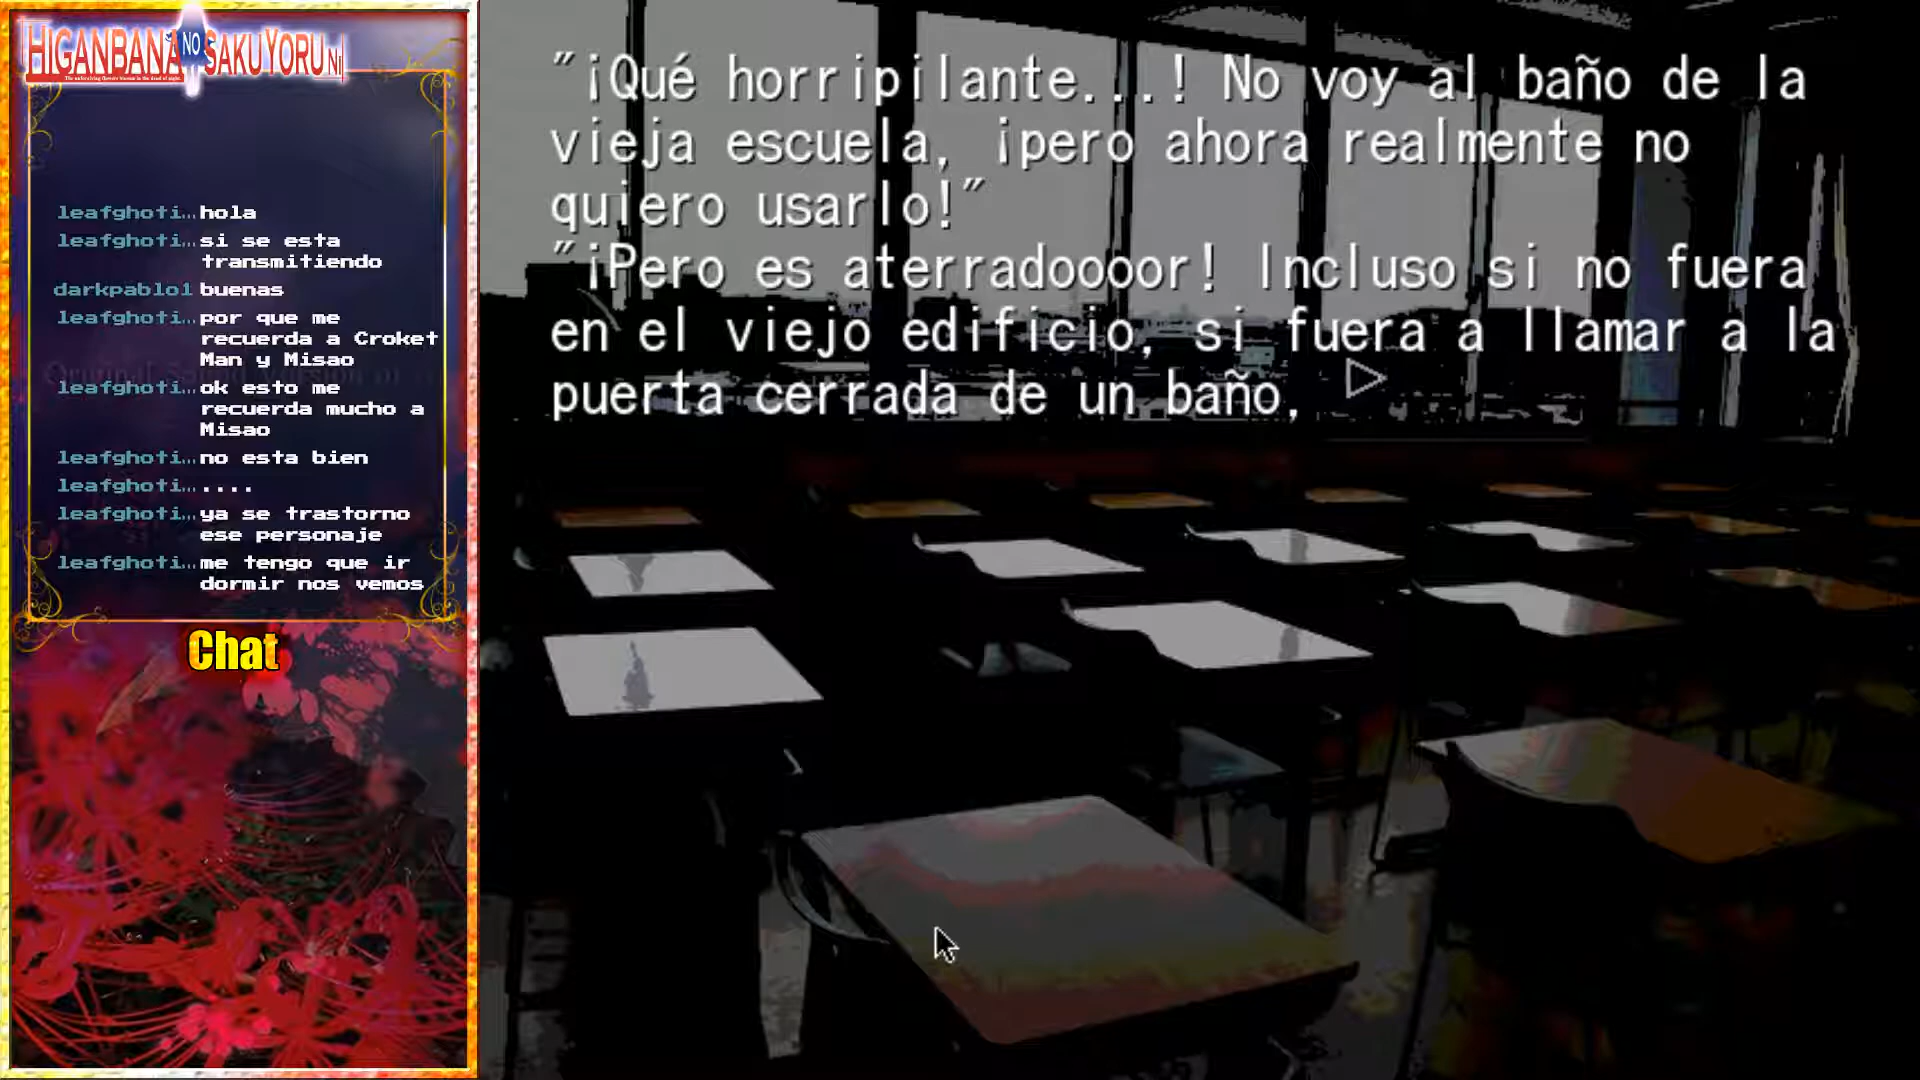 HIGANBANA NO SAKU YORU NI
hola
leafghoti...
si se esta
leafghoti...
transmitiendo
darkpablo1 buenas
leafghoti... por que me
recuerda a Croket
Man y Misao
leafghoti... ok esto me
recuerda mucho a
Misao
leafghoti... no esta bien
leafghoti... ....
leafghoti... ya se trastorno
ese personaje
leafghoti... me tengo que ir
dormir nos vemos
Chat
"¡Qué horripilante...! No voy al baño de la
vieja escuela, ¡pero ahora realmente no
quiero usarlo!"
"¡Pero es aterradoooor! Incluso si no fuera
en el viejo edificio, si fuera a llamar a la
puerta cerrada de un baño,